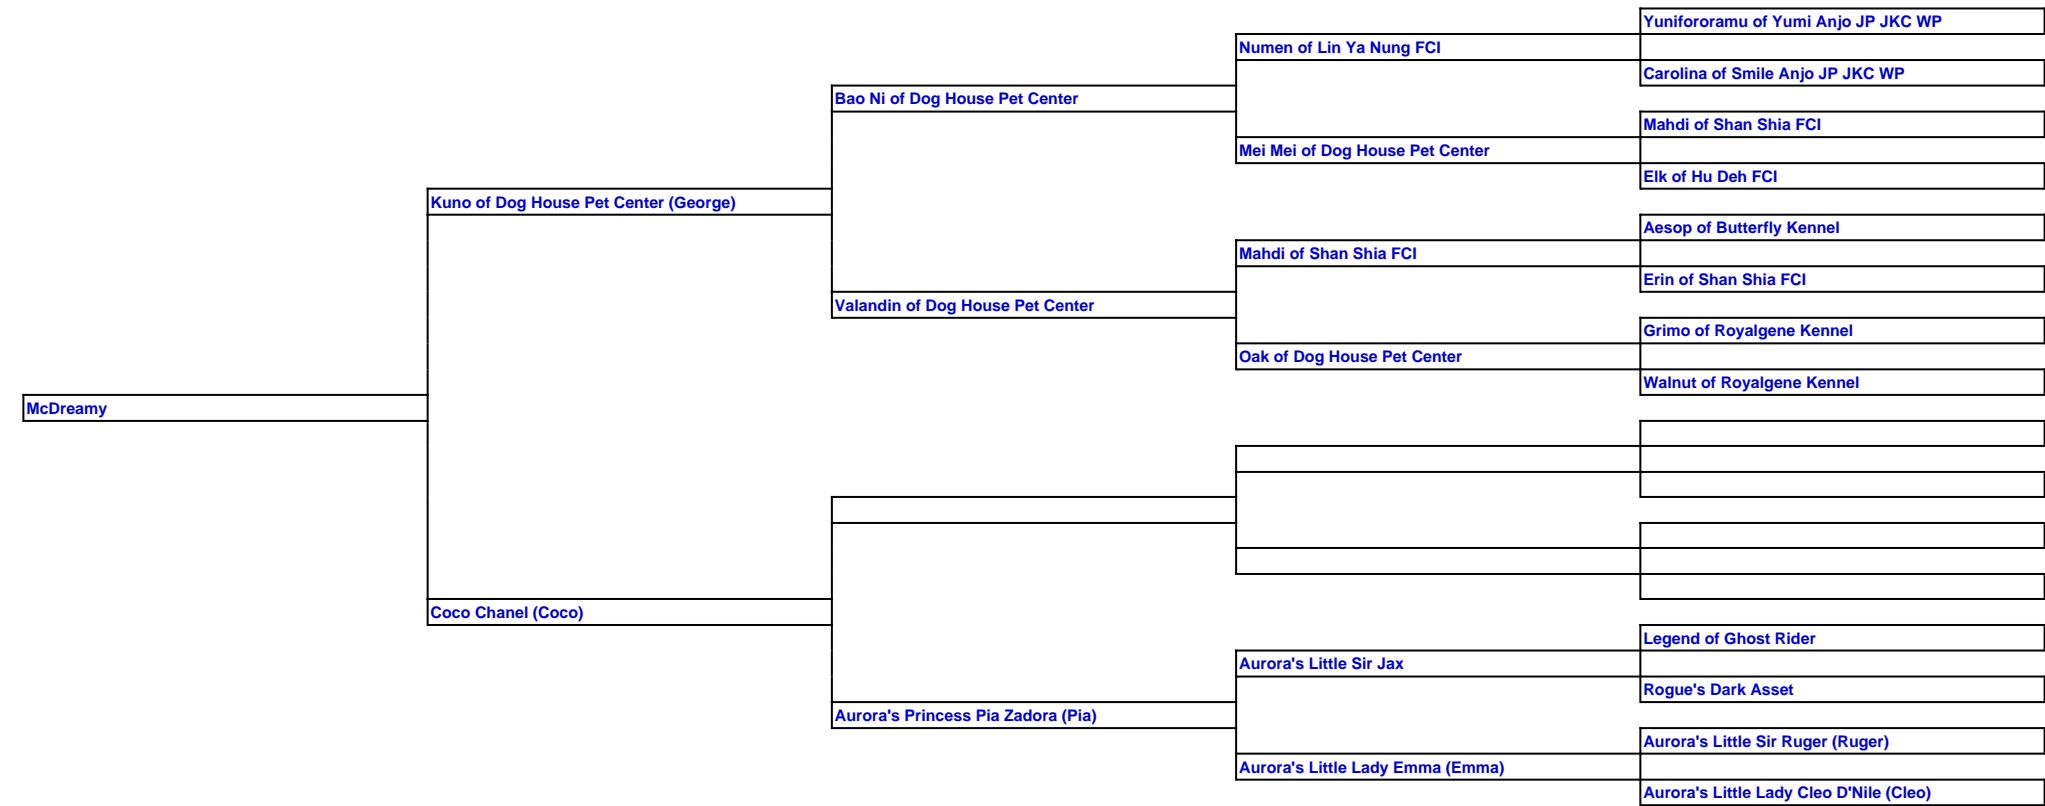 Yunifororamu of Yumi Anjo JP JKC WP
Numen of Lin Ya Nung FCI
Carolina of Smile Anjo JP JKC WP
Bao Ni of Dog House Pet Center
Mahdi of Shan Shia FCI
Mei Mei of Dog House Pet Center
Elk of Hu Deh FCI
Kuno of Dog House Pet Center (George)
Aesop of Butterfly Kennel
Mahdi of Shan Shia FCI
Erin of Shan Shia FCI
Valandin of Dog House Pet Center
Grimo of Royalgene Kennel
Oak of Dog House Pet Center
Walnut of Royalgene Kennel
McDreamy
Coco Chanel (Coco)
Legend of Ghost Rider
Aurora's Little Sir Jax
Rogue's Dark Asset
Aurora's Princess Pia Zadora (Pia)
Aurora's Little Sir Ruger (Ruger)
Aurora's Little Lady Emma (Emma)
Aurora's Little Lady Cleo D'Nile (Cleo)